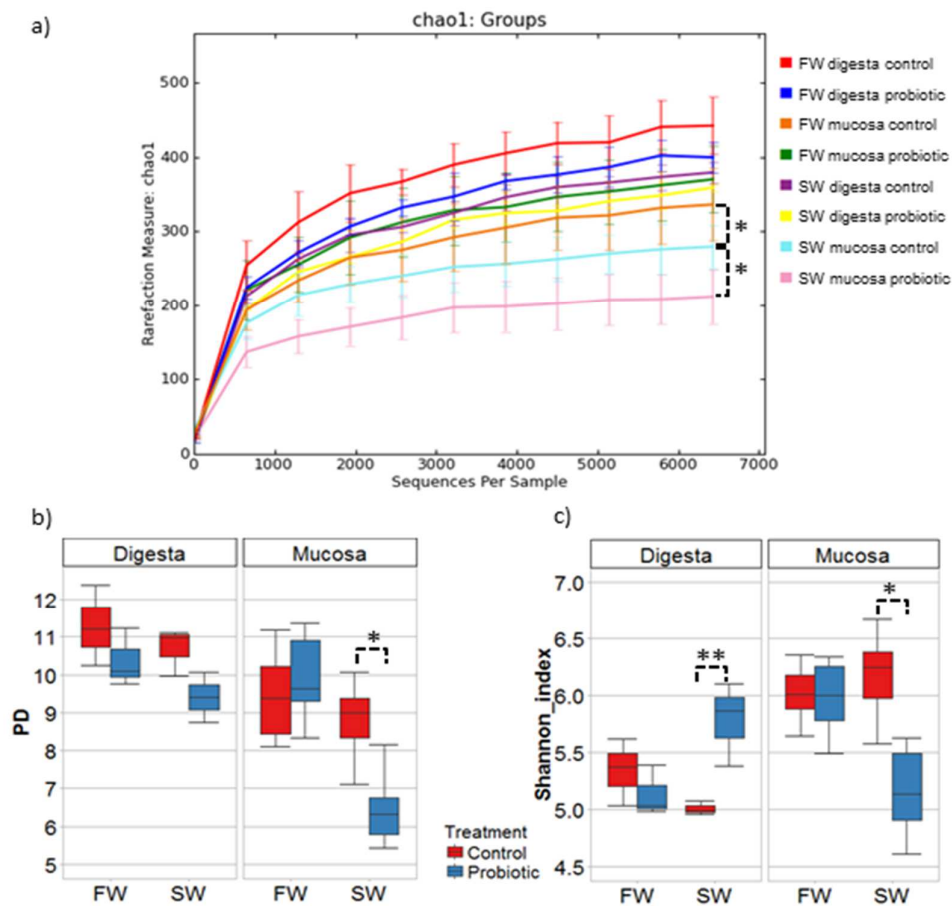 a)
chao1: Groups
Rarefaction Measure: chao1
500
400
300
200
100
0
0 1000 2000 3000 4000 5000 6000 7000
Sequences Per Sample
*
*
FW digesta control
FW digesta probiotic
FW mucosa control
FW mucosa probiotic
SW digesta control
SW digesta probiotic
SW mucosa control
SW mucosa probiotic
b)
Digesta Mucosa
PD
12
11
10
9
8
7
6
5
*
FW SW FW SW
Treatment
Control
Probiotic
c)
Digesta Mucosa
Shannon_index
7.0
6.5
6.0
5.5
5.0
4.5
**
*
FW SW FW SW